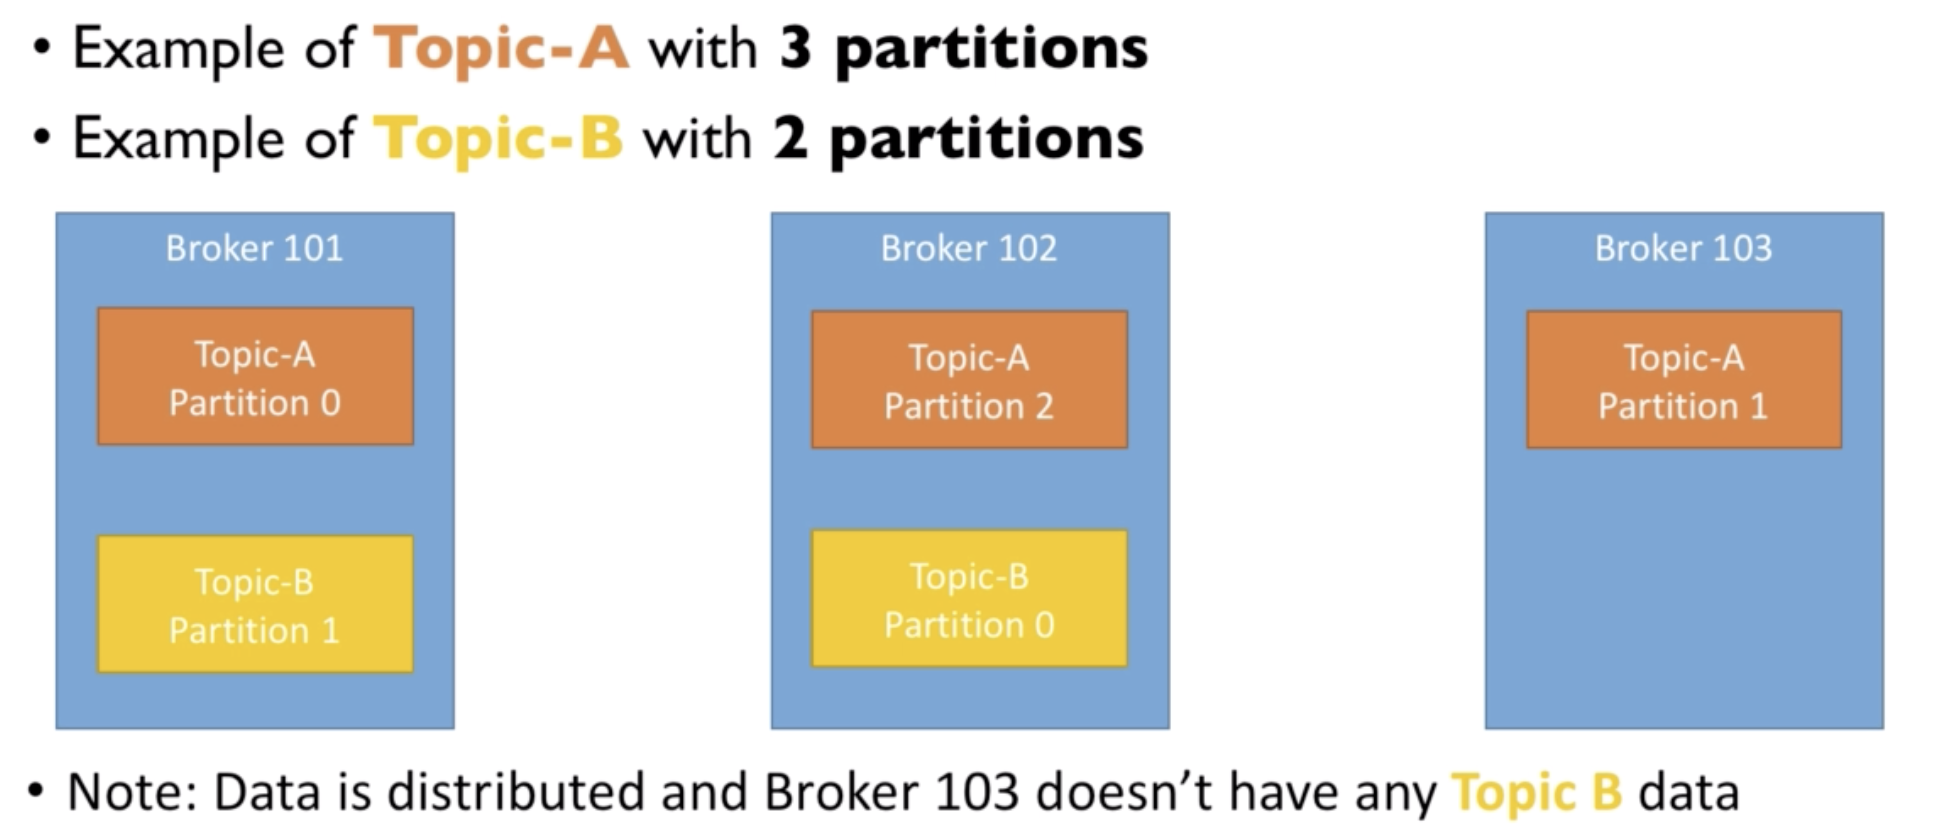 • Example of Topic-A with 3 partitions
• Example of Topic-B with 2 partitions
Broker 101
Topic-A
Partition 0
Topic-B
Partition 1
Broker 102
Topic-A
Partition 2
Topic-B
Partition 0
Broker 103
Topic-A
Partition 1
• Note: Data is distributed and Broker 103 doesn’t have any Topic B data